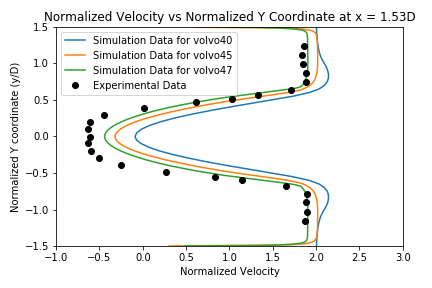 Normalized Velocity vs Normalized Y Coordinate at x = 1.53D
Simulation Data for volvo40
Simulation Data for volvo45
Simulation Data for volvo47
Experimental Data
Normalized Y coordinate (y/D)
1.5
1.0
0.5
0.0
−0.5
−1.0
−1.5
−1.0
−0.5
0.0
0.5
1.0
1.5
2.0
2.5
3.0
Normalized Velocity